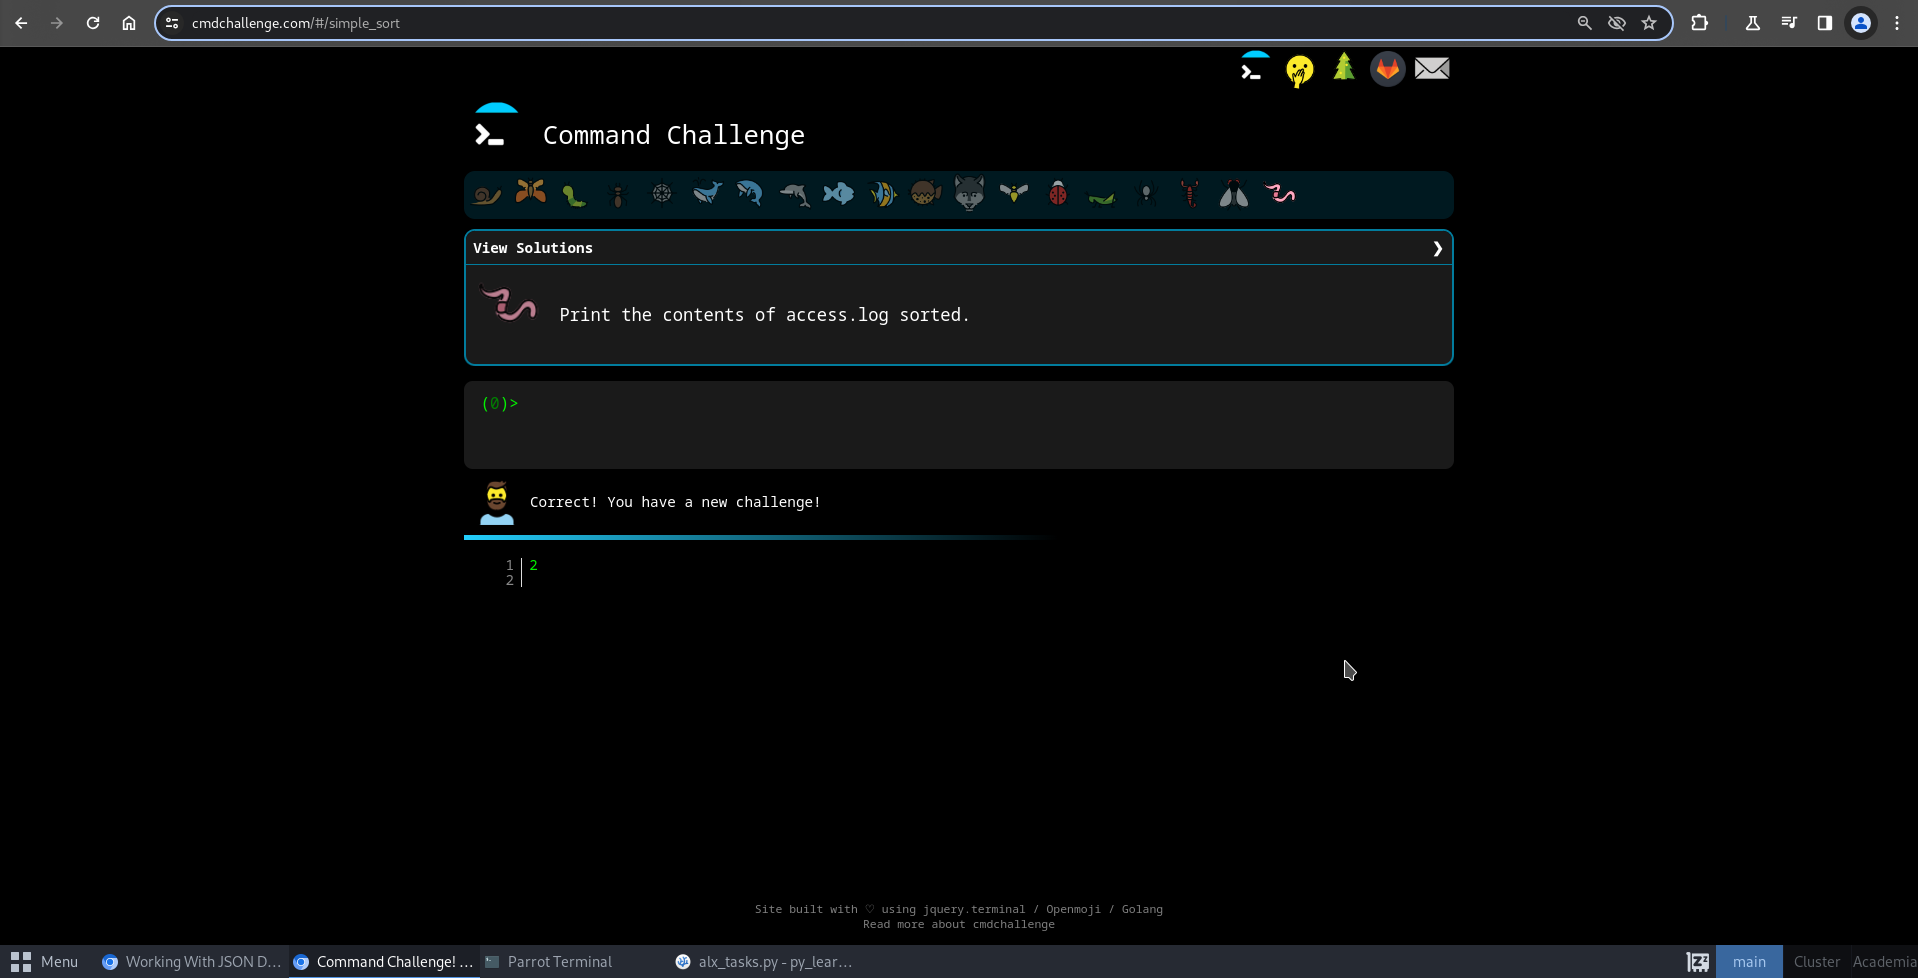 cmdchallenge.com/#/simple_sort
Command Challenge
View Solutions ❯
Print the contents of access.log sorted.
(0)>
Correct! You have a new challenge!
1 2
2
Site built with ♡ using jquery.terminal / Openmoji / Golang
Read more about cmdchallenge
Menu Working With JSON D... Command Challenge! ... Parrot Terminal alx_tasks.py - py_lear... main Cluster Academia